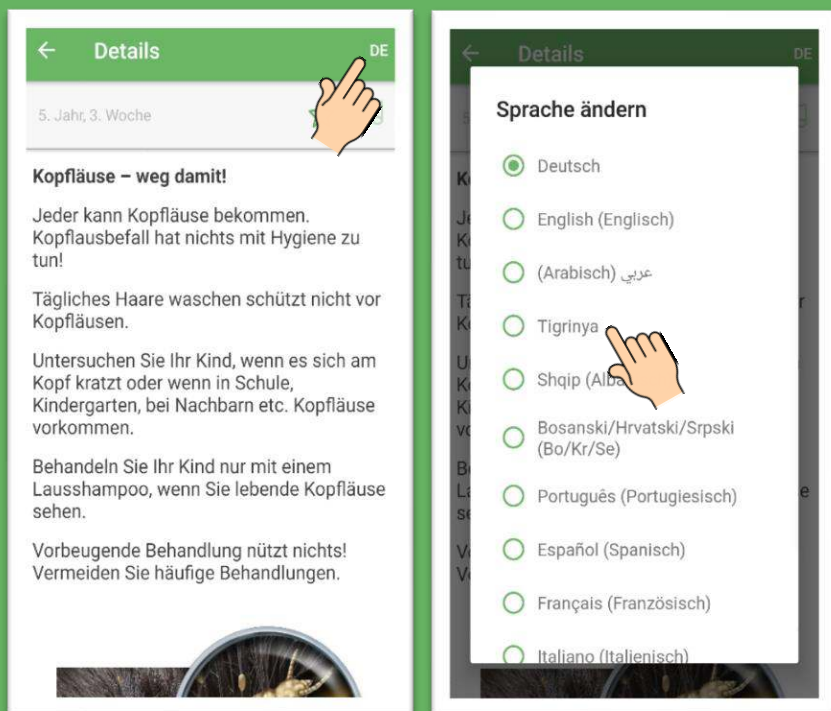 Details
DE
5. Jahr, 3. Woche
Kopfläuse – weg damit!
Jeder kann Kopfläuse bekommen.
Kopflausbefall hat nichts mit Hygiene zu
tun!
Tägliches Haare waschen schützt nicht vor
Kopfläusen.
Untersuchen Sie Ihr Kind, wenn es sich am
Kopf kratzt oder wenn in Schule,
Kindergarten, bei Nachbarn etc. Kopfläuse
vorkommen.
Behandeln Sie Ihr Kind nur mit einem
Lausshampoo, wenn Sie lebende Kopfläuse
sehen.
Vorbeugende Behandlung nützt nichts!
Vermeiden Sie häufige Behandlungen.
Details
DE
Sprache ändern
Deutsch
English (Englisch)
عربي (Arabisch)
Tigrinya
Shqip
Bosanski/Hrvatski/Srpski
(Bo/Kr/Se)
Português (Portugiesisch)
Español (Spanisch)
Français (Französisch)
Italiano (Italienisch)